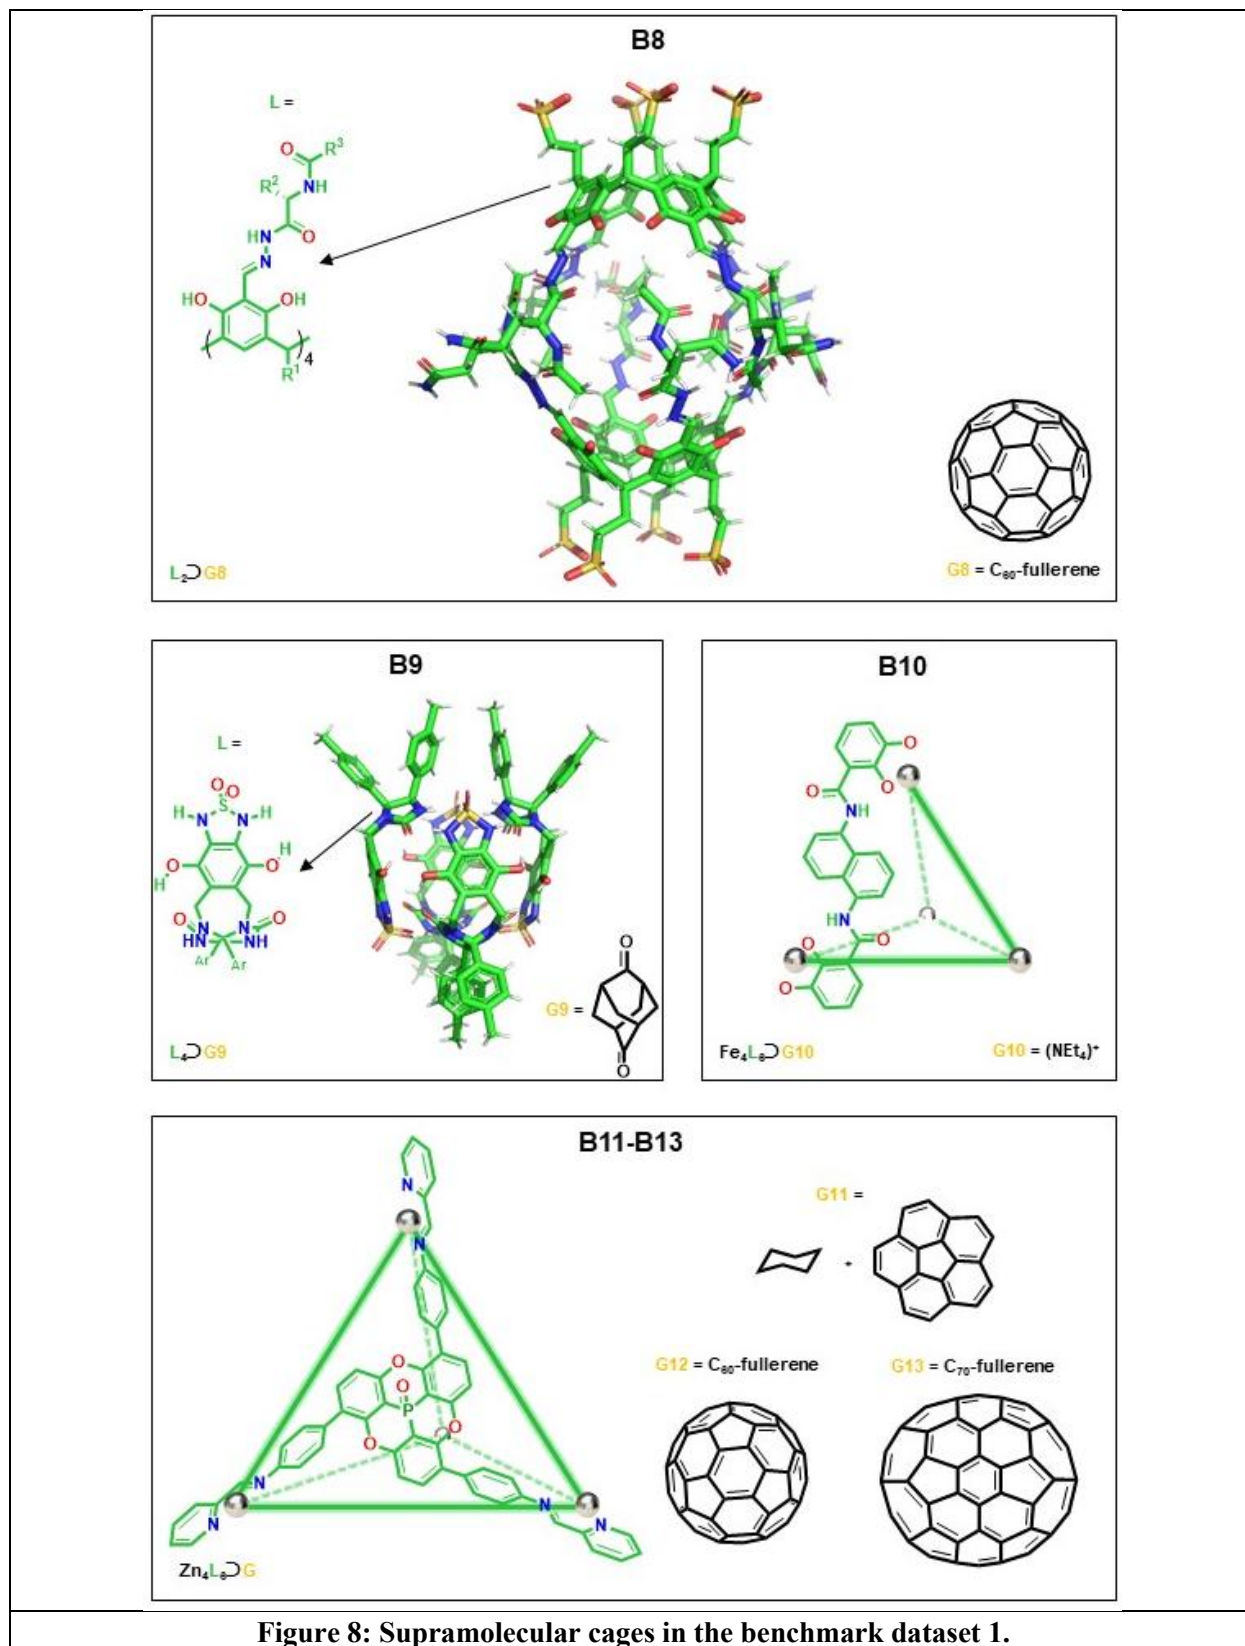 B8
L =
O
R³
R²
NH
HN
O
N
HO
OH
( )₄
R¹
L₂⊃G8
G8 = C₆₀-fullerene
B9
L =
O O
S
H N N H
H
O O
H
O N N O
HN NH
Ar Ar
L₄⊃G9
G9 =
O
O
B10
O
O
O
NH
HN
O
O
O
Fe₄L₆⊃G10
G10 = (NEt₄)⁺
B11-B13
N
G11 =
N
+
G12 = C₆₀-fullerene
G13 = C₇₀-fullerene
O
O
P
O
O
N
N
N
N
Zn₄L₆⊃G
Figure 8: Supramolecular cages in the benchmark dataset 1.